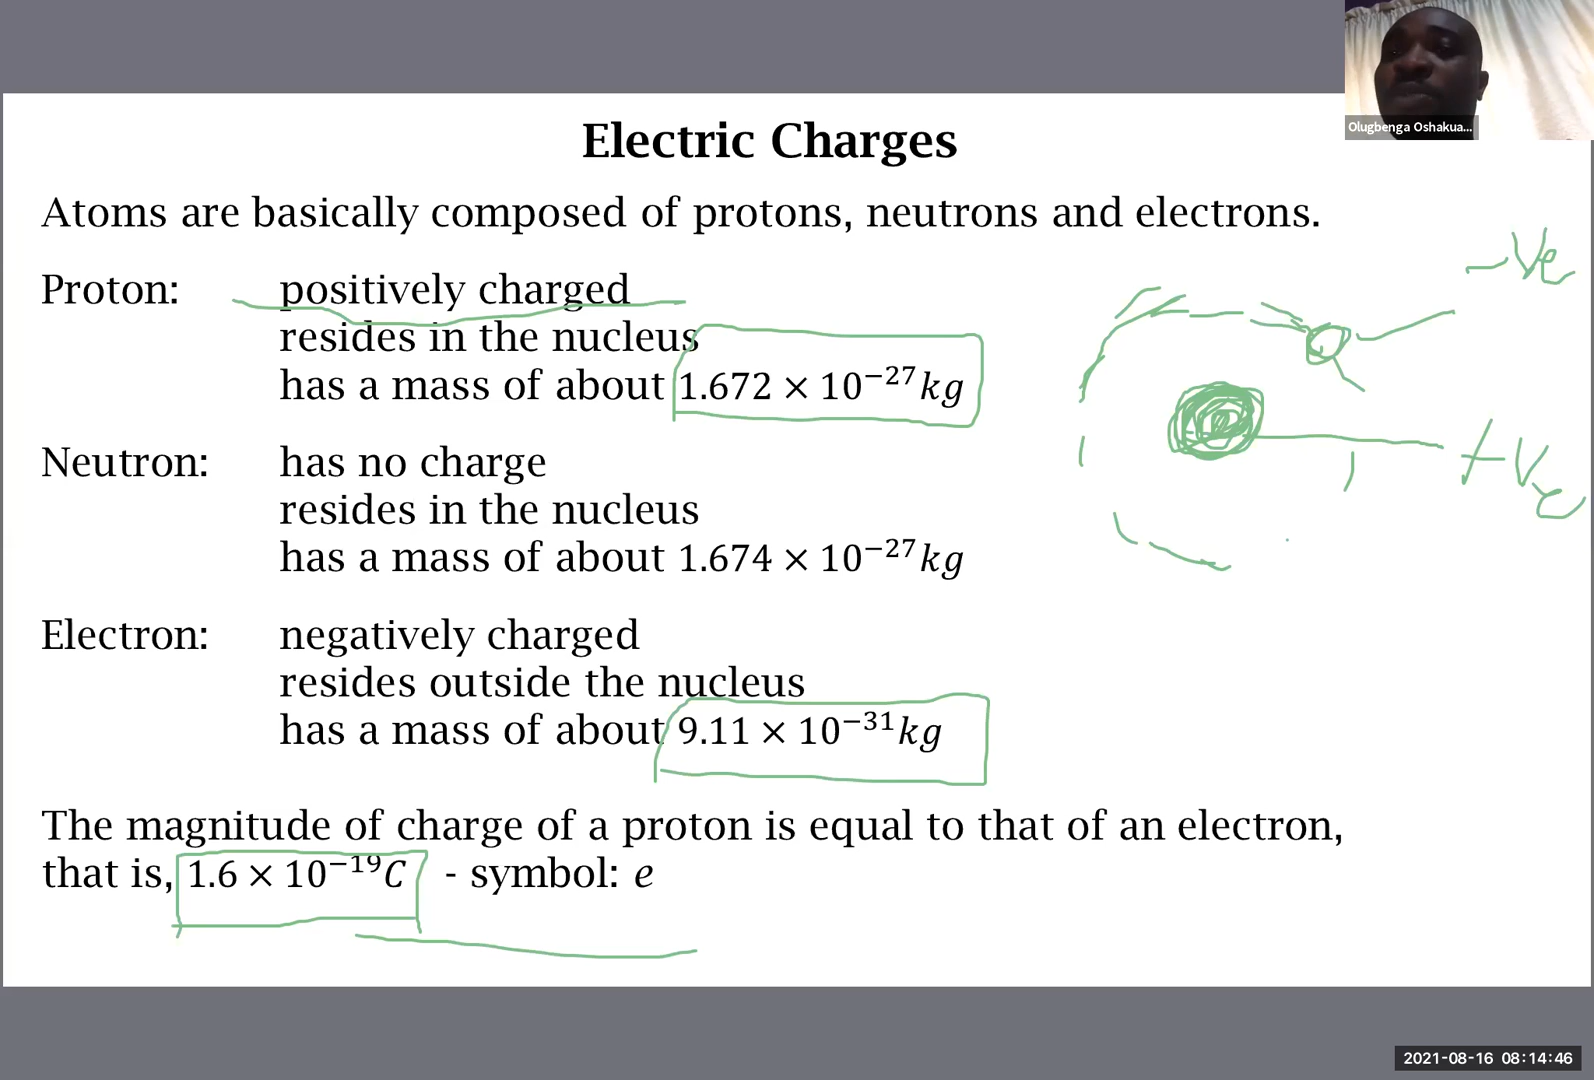 Olugbenga Oshakua...
Electric Charges
Atoms are basically composed of protons, neutrons and electrons.
Proton: positively charged
resides in the nucleus
has a mass of about 1.672 × 10⁻²⁷kg
Neutron: has no charge
resides in the nucleus
has a mass of about 1.674 × 10⁻²⁷kg
Electron: negatively charged
resides outside the nucleus
has a mass of about 9.11 × 10⁻³¹kg
The magnitude of charge of a proton is equal to that of an electron,
that is, 1.6 × 10⁻¹⁹C - symbol: e
-Ve
+Ve
2021-08-16 08:14:46